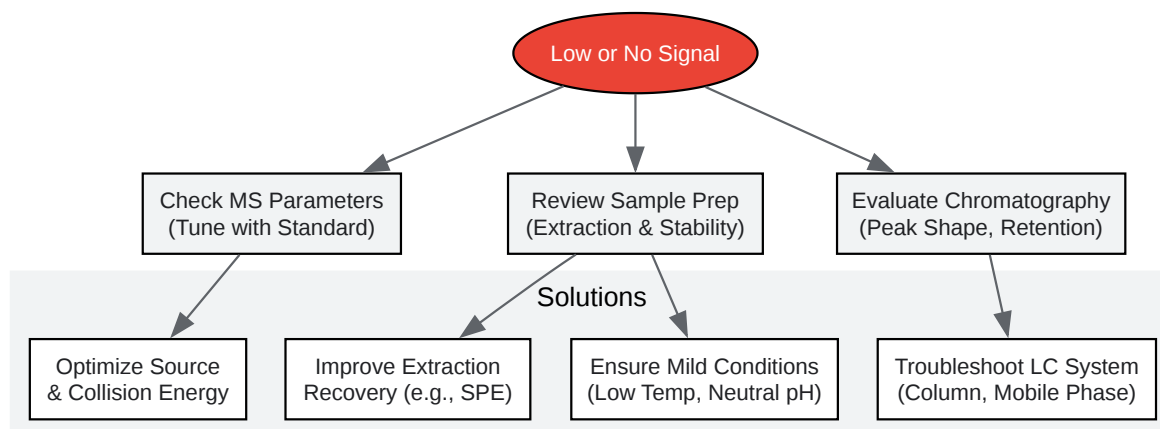 Low or No Signal
Check MS Parameters
(Tune with Standard)
Review Sample Prep
(Extraction & Stability)
Evaluate Chromatography
(Peak Shape, Retention)
Solutions
Optimize Source
& Collision Energy
Improve Extraction
Recovery (e.g., SPE)
Ensure Mild Conditions
(Low Temp, Neutral pH)
Troubleshoot LC System
(Column, Mobile Phase)